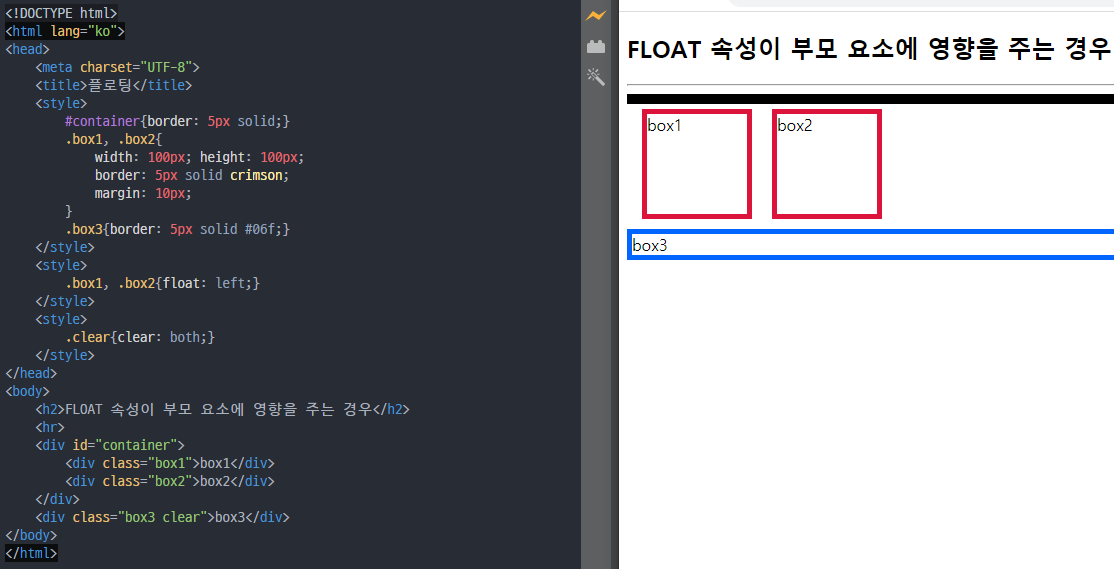 <!DOCTYPE html>
<html lang="ko">
<head>
    <meta charset="UTF-8">
    <title>플로팅</title>
    <style>
        #container{border: 5px solid;}
        .box1, .box2{
            width: 100px; height: 100px;
            border: 5px solid crimson;
            margin: 10px;
        }
        .box3{border: 5px solid #06f;}
    </style>
    <style>
        .box1, .box2{float: left;}
    </style>
    <style>
        .clear{clear: both;}
    </style>
</head>
<body>
    <h2>FLOAT 속성이 부모 요소에 영향을 주는 경우</h2>
    <hr>
    <div id="container">
        <div class="box1">box1</div>
        <div class="box2">box2</div>
    </div>
    <div class="box3 clear">box3</div>
</body>
</html>
FLOAT 속성이 부모 요소에 영향을 주는 경우
box1 box2
box3